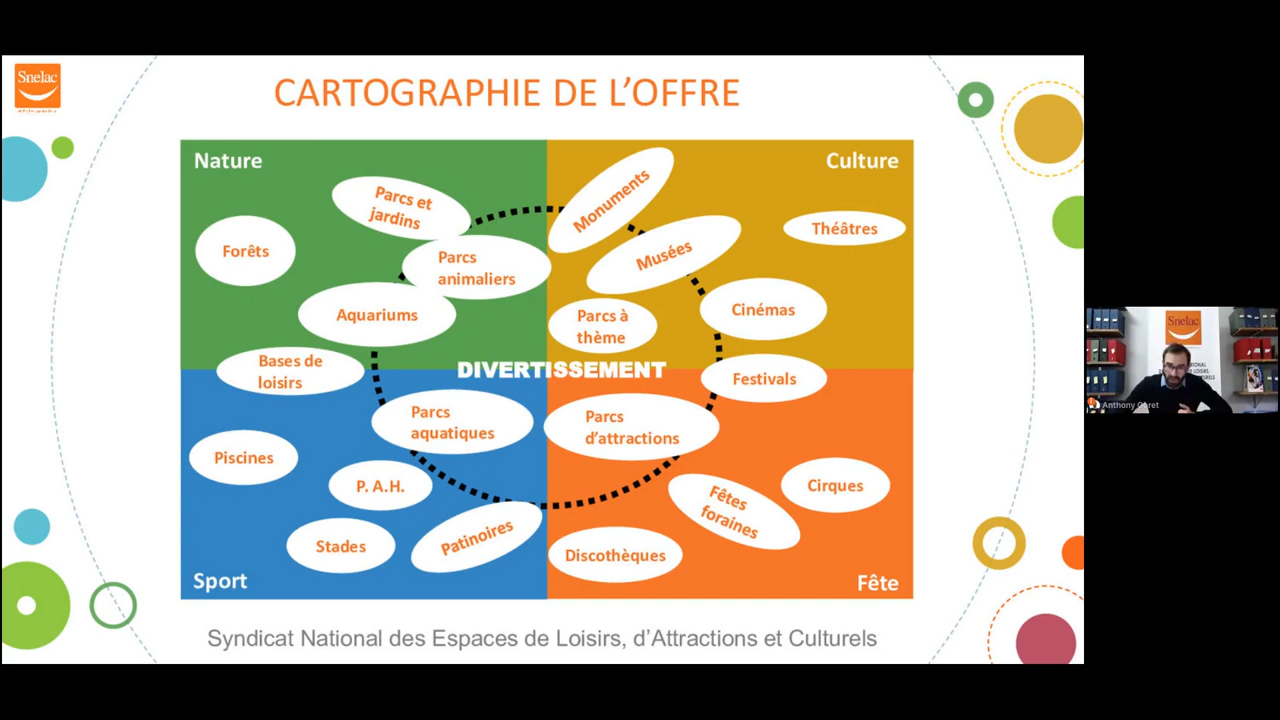 Snelac
CARTOGRAPHIE DE L'OFFRE
Nature
Culture
Parcs et
jardins
Monuments
Forêts
Théâtres
Parcs
animaliers
Musées
Aquariums
Parcs à
thème
Cinémas
Bases de
loisirs
DIVERTISSEMENT
Festivals
Parcs
aquatiques
Parcs
d'attractions
Piscines
P. A.H.
Fêtes
foraines
Cirques
Stades
Patinoires
Discothèques
Sport
Fête
Syndicat National des Espaces de Loisirs, d'Attractions et Culturels
Snelac
Anthony